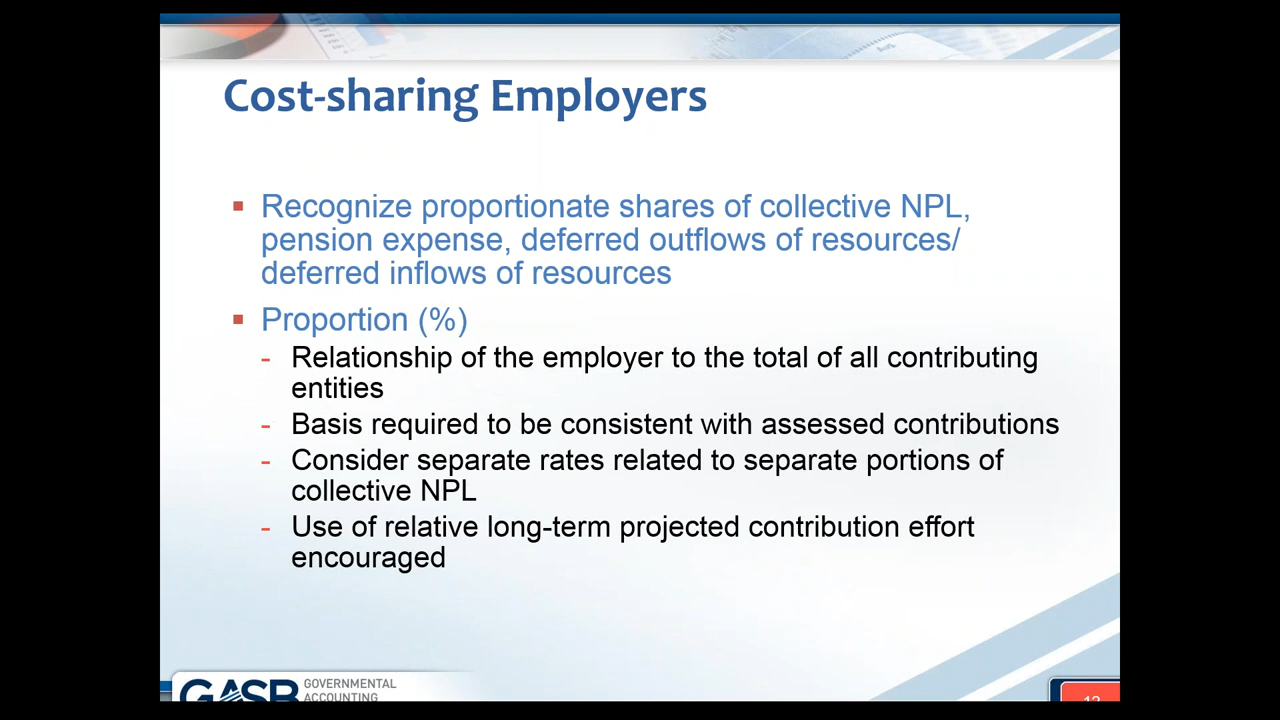 Cost-sharing Employers
Recognize proportionate shares of collective NPL,
pension expense, deferred outflows of resources/
deferred inflows of resources
Proportion (%)
- Relationship of the employer to the total of all contributing
entities
- Basis required to be consistent with assessed contributions
- Consider separate rates related to separate portions of
collective NPL
- Use of relative long-term projected contribution effort
encouraged
GASB
GOVERNMENTAL
ACCOUNTING